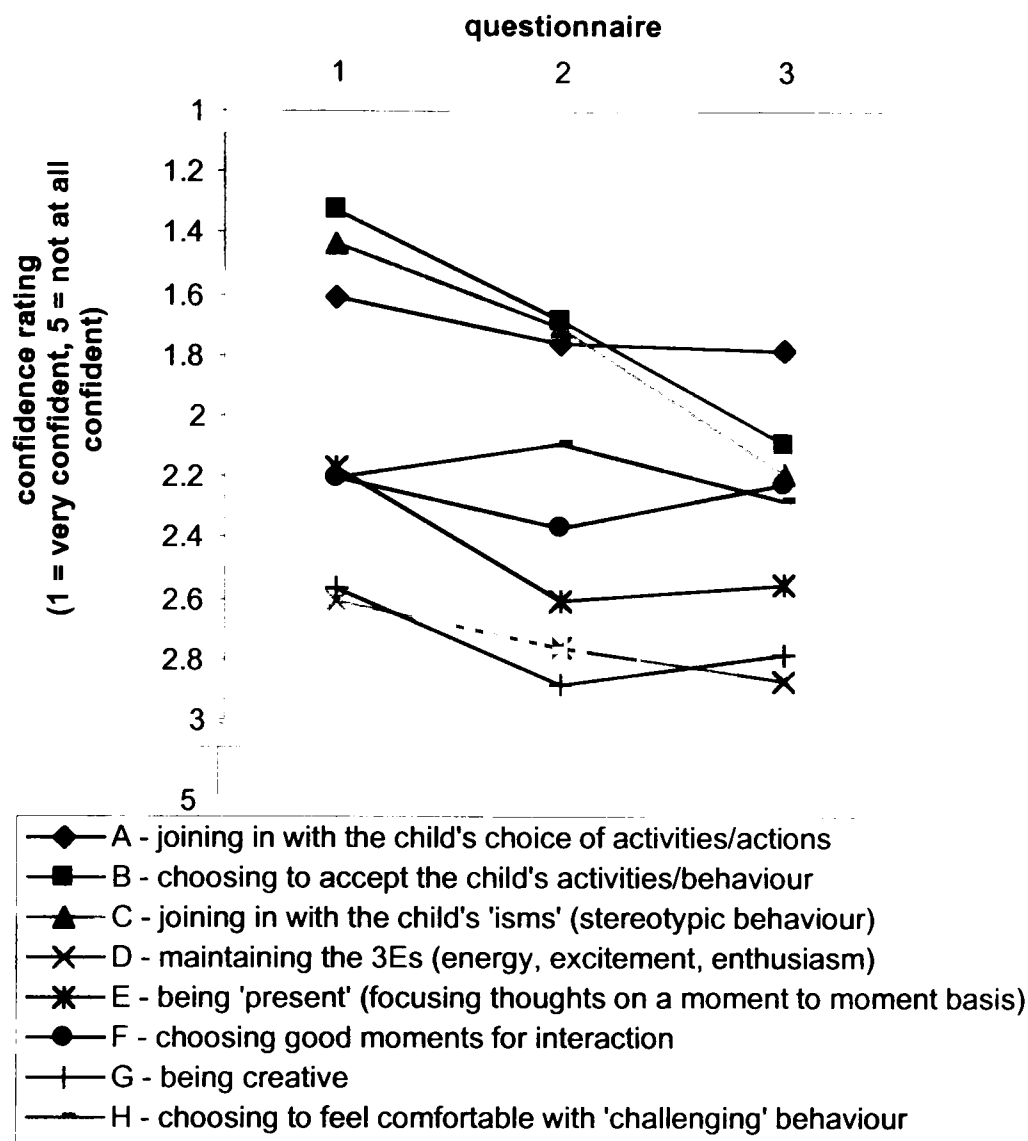 questionnaire
1 2 3
confidence rating
(1 = very confident, 5 = not at all
confident)
1
1.2
1.4
1.6
1.8
2
2.2
2.4
2.6
2.8
3
5
A - joining in with the child's choice of activities/actions
B - choosing to accept the child's activities/behaviour
C - joining in with the child's 'isms' (stereotypic behaviour)
D - maintaining the 3Es (energy, excitement, enthusiasm)
E - being 'present' (focusing thoughts on a moment to moment basis)
F - choosing good moments for interaction
G - being creative
H - choosing to feel comfortable with 'challenging' behaviour